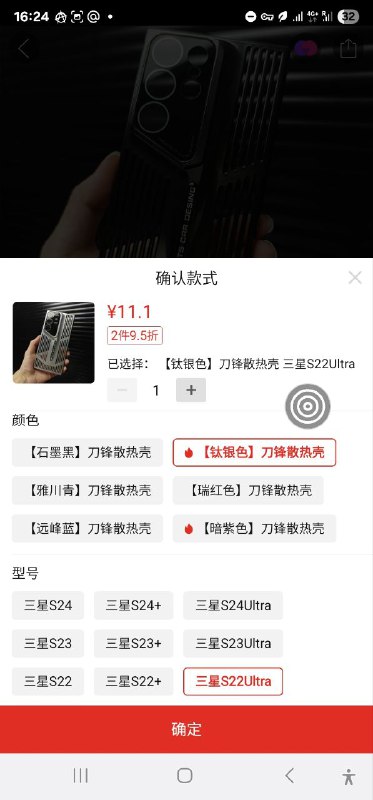 16:24
4G+
R
32
TS CAR DESING
确认款式
¥11.1
2件9.5折
已选择： 【钛银色】刀锋散热壳 三星S22Ultra
1
颜色
【石墨黑】刀锋散热壳
【钛银色】刀锋散热壳
【雅川青】刀锋散热壳
【瑞红色】刀锋散热壳
【远峰蓝】刀锋散热壳
【暗紫色】刀锋散热壳
型号
三星S24
三星S24+
三星S24Ultra
三星S23
三星S23+
三星S23Ultra
三星S22
三星S22+
三星S22Ultra
确定